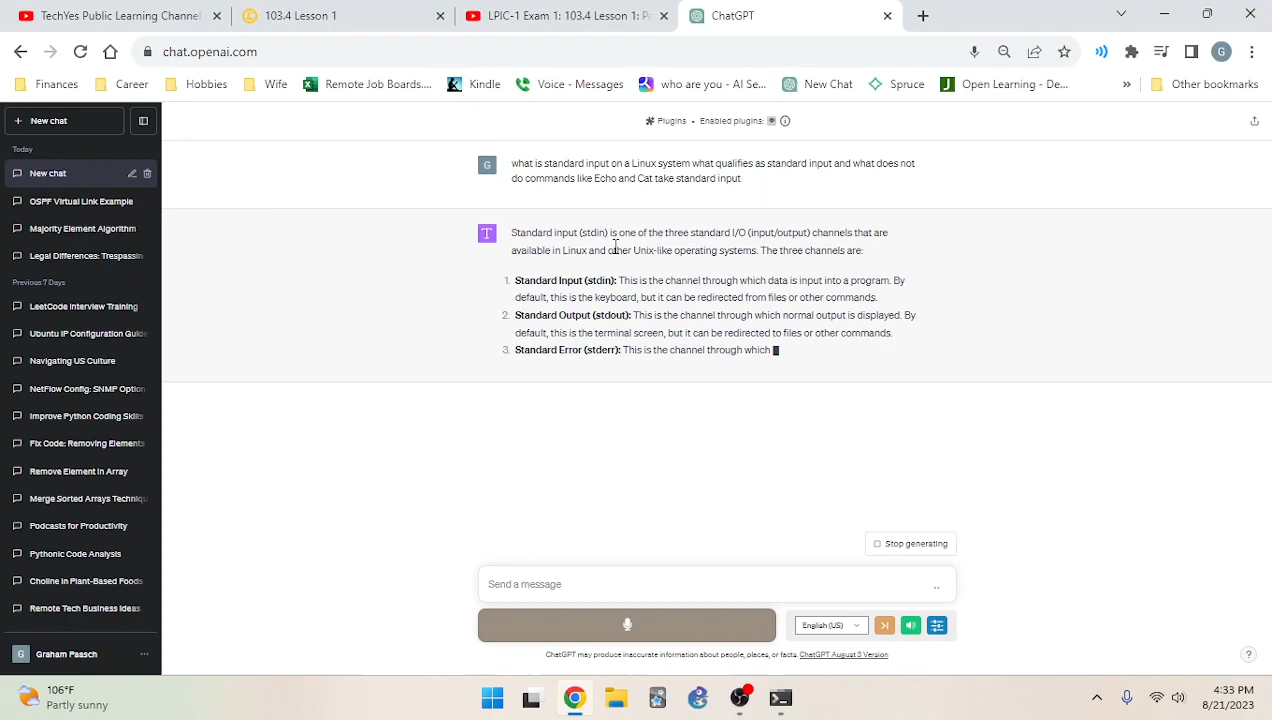 TechYes Public Learning Channel
103.4 Lesson 1
LPIC-1 Exam 1: 103.4 Lesson 1: P
ChatGPT
chat.openai.com
G
Finances
Career
Hobbies
Wife
Remote Job Boards....
Kindle
Voice - Messages
who are you - AI Se...
New Chat
Spruce
Open Learning - De...
»
Other bookmarks
+ New chat
Plugins • Enabled plugins:
Today
New chat
OSPF Virtual Link Example
Majority Element Algorithm
Legal Differences: Trespassin
Previous 7 Days
LeetCode Interview Training
Ubuntu IP Configuration Guide
Navigating US Culture
NetFlow Config: SNMP Option
Improve Python Coding Skills
Fix Code: Removing Elements
Remove Element in Array
Merge Sorted Arrays Techniqu
Podcasts for Productivity
Pythonic Code Analysis
Choline in Plant-Based Foods
Remote Tech Business Ideas
G Graham Paasch ...
G
what is standard input on a Linux system what qualifies as standard input and what does not
do commands like Echo and Cat take standard input
T
Standard input (stdin) is one of the three standard I/O (input/output) channels that are
available in Linux and other Unix-like operating systems. The three channels are:
1. Standard Input (stdin): This is the channel through which data is input into a program. By
default, this is the keyboard, but it can be redirected from files or other commands.
2. Standard Output (stdout): This is the channel through which normal output is displayed. By
default, this is the terminal screen, but it can be redirected to files or other commands.
3. Standard Error (stderr): This is the channel through which
Stop generating
Send a message
..
English (US)
ChatGPT may produce inaccurate information about people, places, or facts. ChatGPT August 3 Version
?
106°F
Partly sunny
4:33 PM
8/21/2023